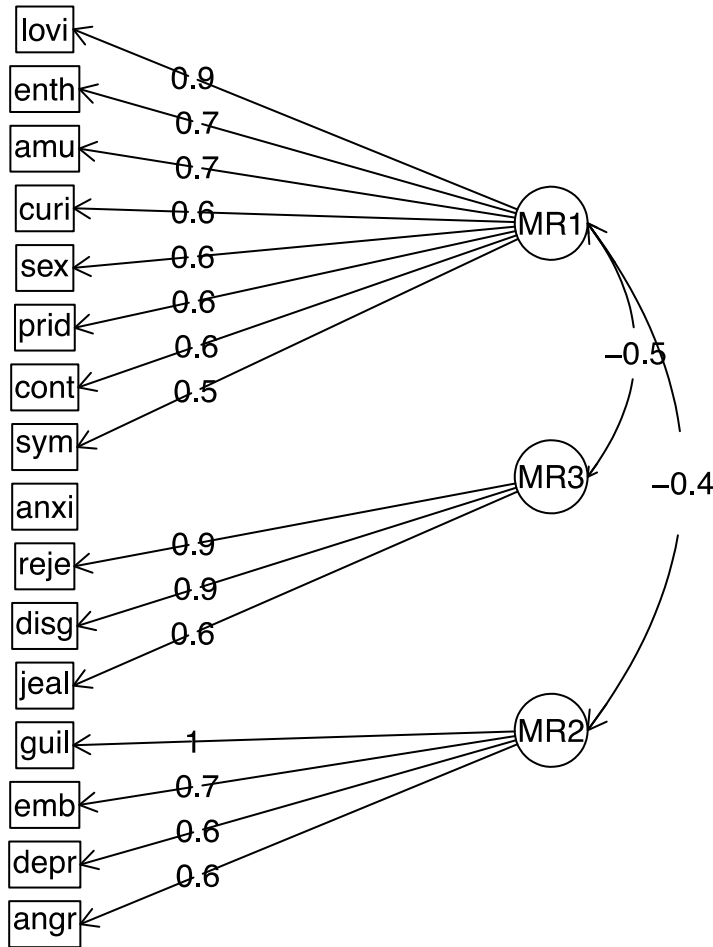 lovi
0.9
enth
0.7
amu
0.7
curi
0.6
MR1
sex
0.6
prid
0.6
cont
0.6
−0.5
sym
0.5
anxi
MR3
−0.4
reje
0.9
disg
0.9
jeal
0.6
guil
1
MR2
emb
0.7
depr
0.6
angr
0.6